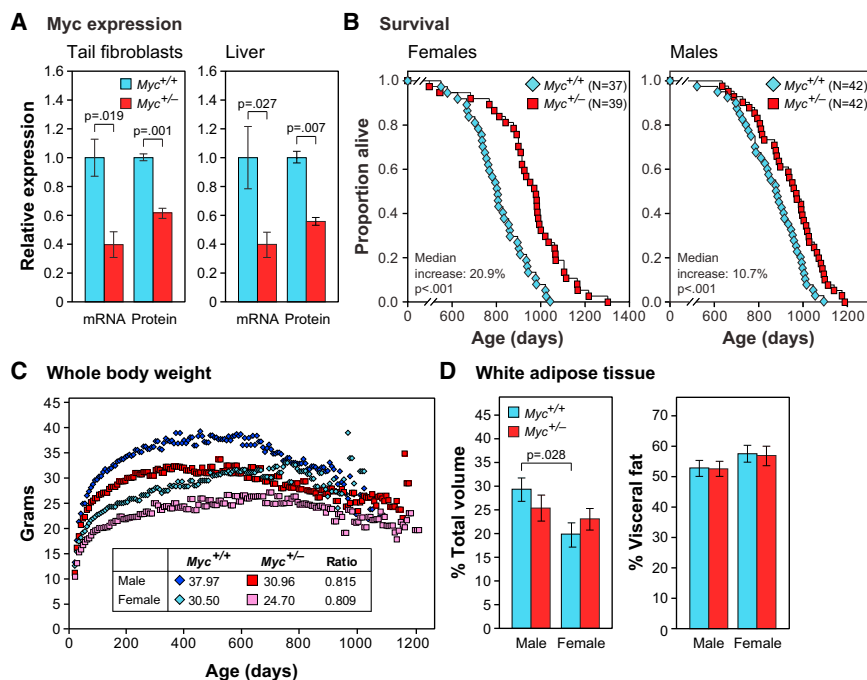 A Myc expression
Tail fibroblasts
Liver
Relative expression
1.6
1.4
1.2
1.0
0.8
0.6
0.4
0.2
0.0
Myc+/+
Myc+/–
p=.019
p=.001
mRNA Protein
1.6
1.4
1.2
1.0
0.8
0.6
0.4
0.2
0.0
p=.027
p=.007
mRNA Protein
B Survival
Females
Males
Proportion alive
1.0
0.8
0.6
0.4
0.2
0.0
Myc+/+ (N=37)
Myc+/– (N=39)
Median
increase: 20.9%
p<.001
0 600 800 1000 1200 1400
Age (days)
1.0
0.8
0.6
0.4
0.2
0.0
Myc+/+ (N=42)
Myc+/– (N=42)
Median
increase: 10.7%
p<.001
0 600 800 1000 1200
Age (days)
C Whole body weight
Grams
45
40
35
30
25
20
15
10
5
0
Myc+/+ Myc+/– Ratio
Male 37.97 30.96 0.815
Female 30.50 24.70 0.809
0 200 400 600 800 1000 1200
Age (days)
D White adipose tissue
% Total volume
45
40
35
30
25
20
15
10
5
0
Myc+/+
Myc+/–
p=.028
Male Female
% Visceral fat
70
60
50
40
30
20
10
0
Male Female